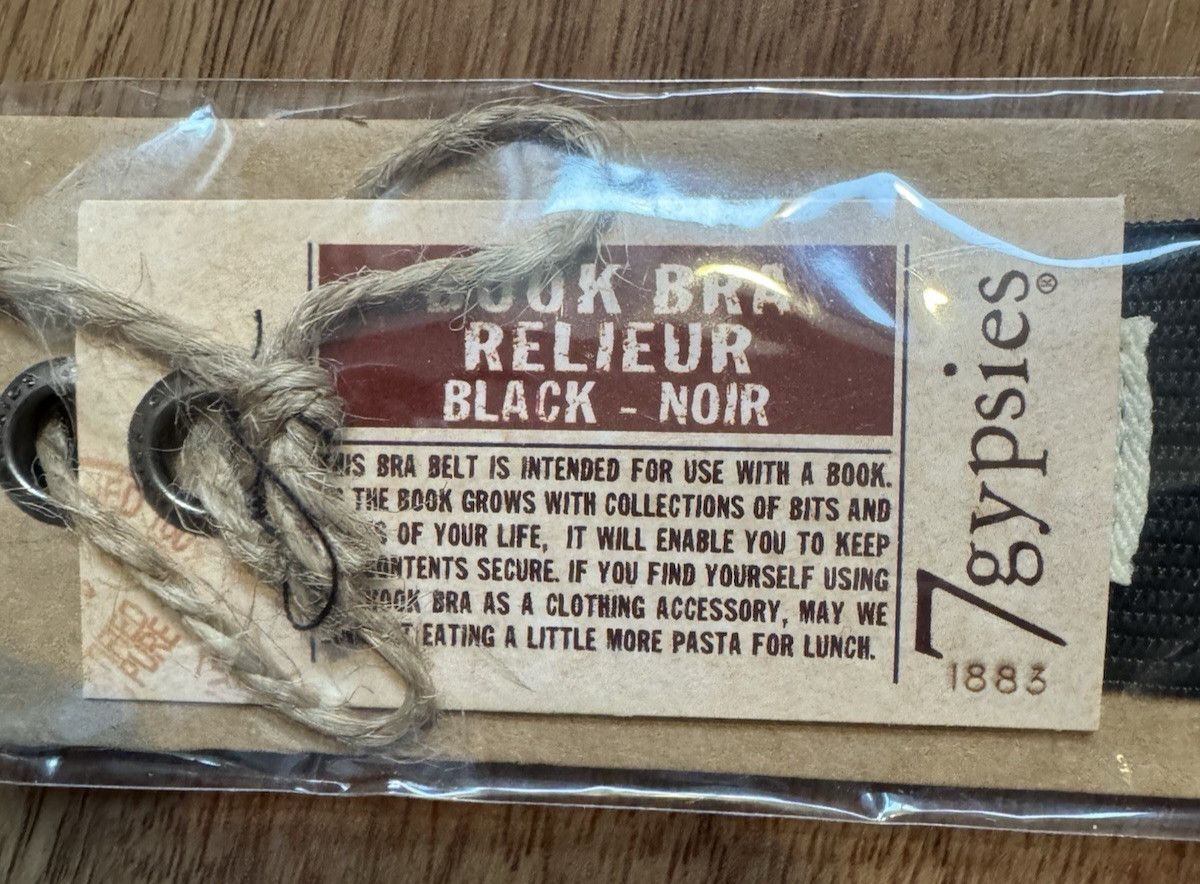 BOOK BRA
RELIEUR
BLACK - NOIR
THIS BRA BELT IS INTENDED FOR USE WITH A BOOK.
THE BOOK GROWS WITH COLLECTIONS OF BITS AND
OF YOUR LIFE, IT WILL ENABLE YOU TO KEEP
CONTENTS SECURE. IF YOU FIND YOURSELF USING
BOOK BRA AS A CLOTHING ACCESSORY, MAY WE
EATING A LITTLE MORE PASTA FOR LUNCH.
7gypsies®
1883
PURE